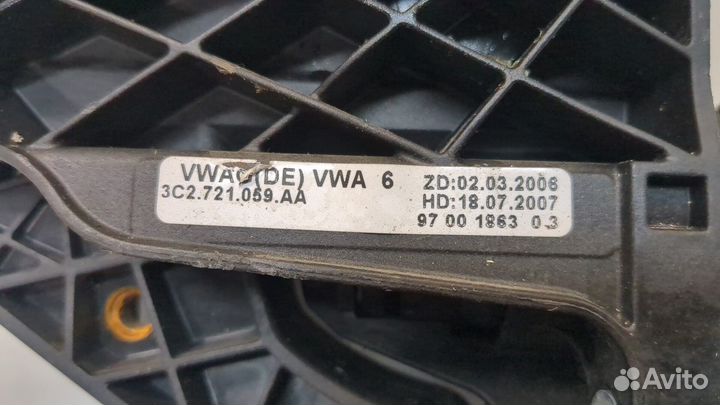 VWAG(DE) VWA 6 ZD:02.03.2006
3C2.721.059.AA HD:18.07.2007
97 00 1863 0 3
Avito